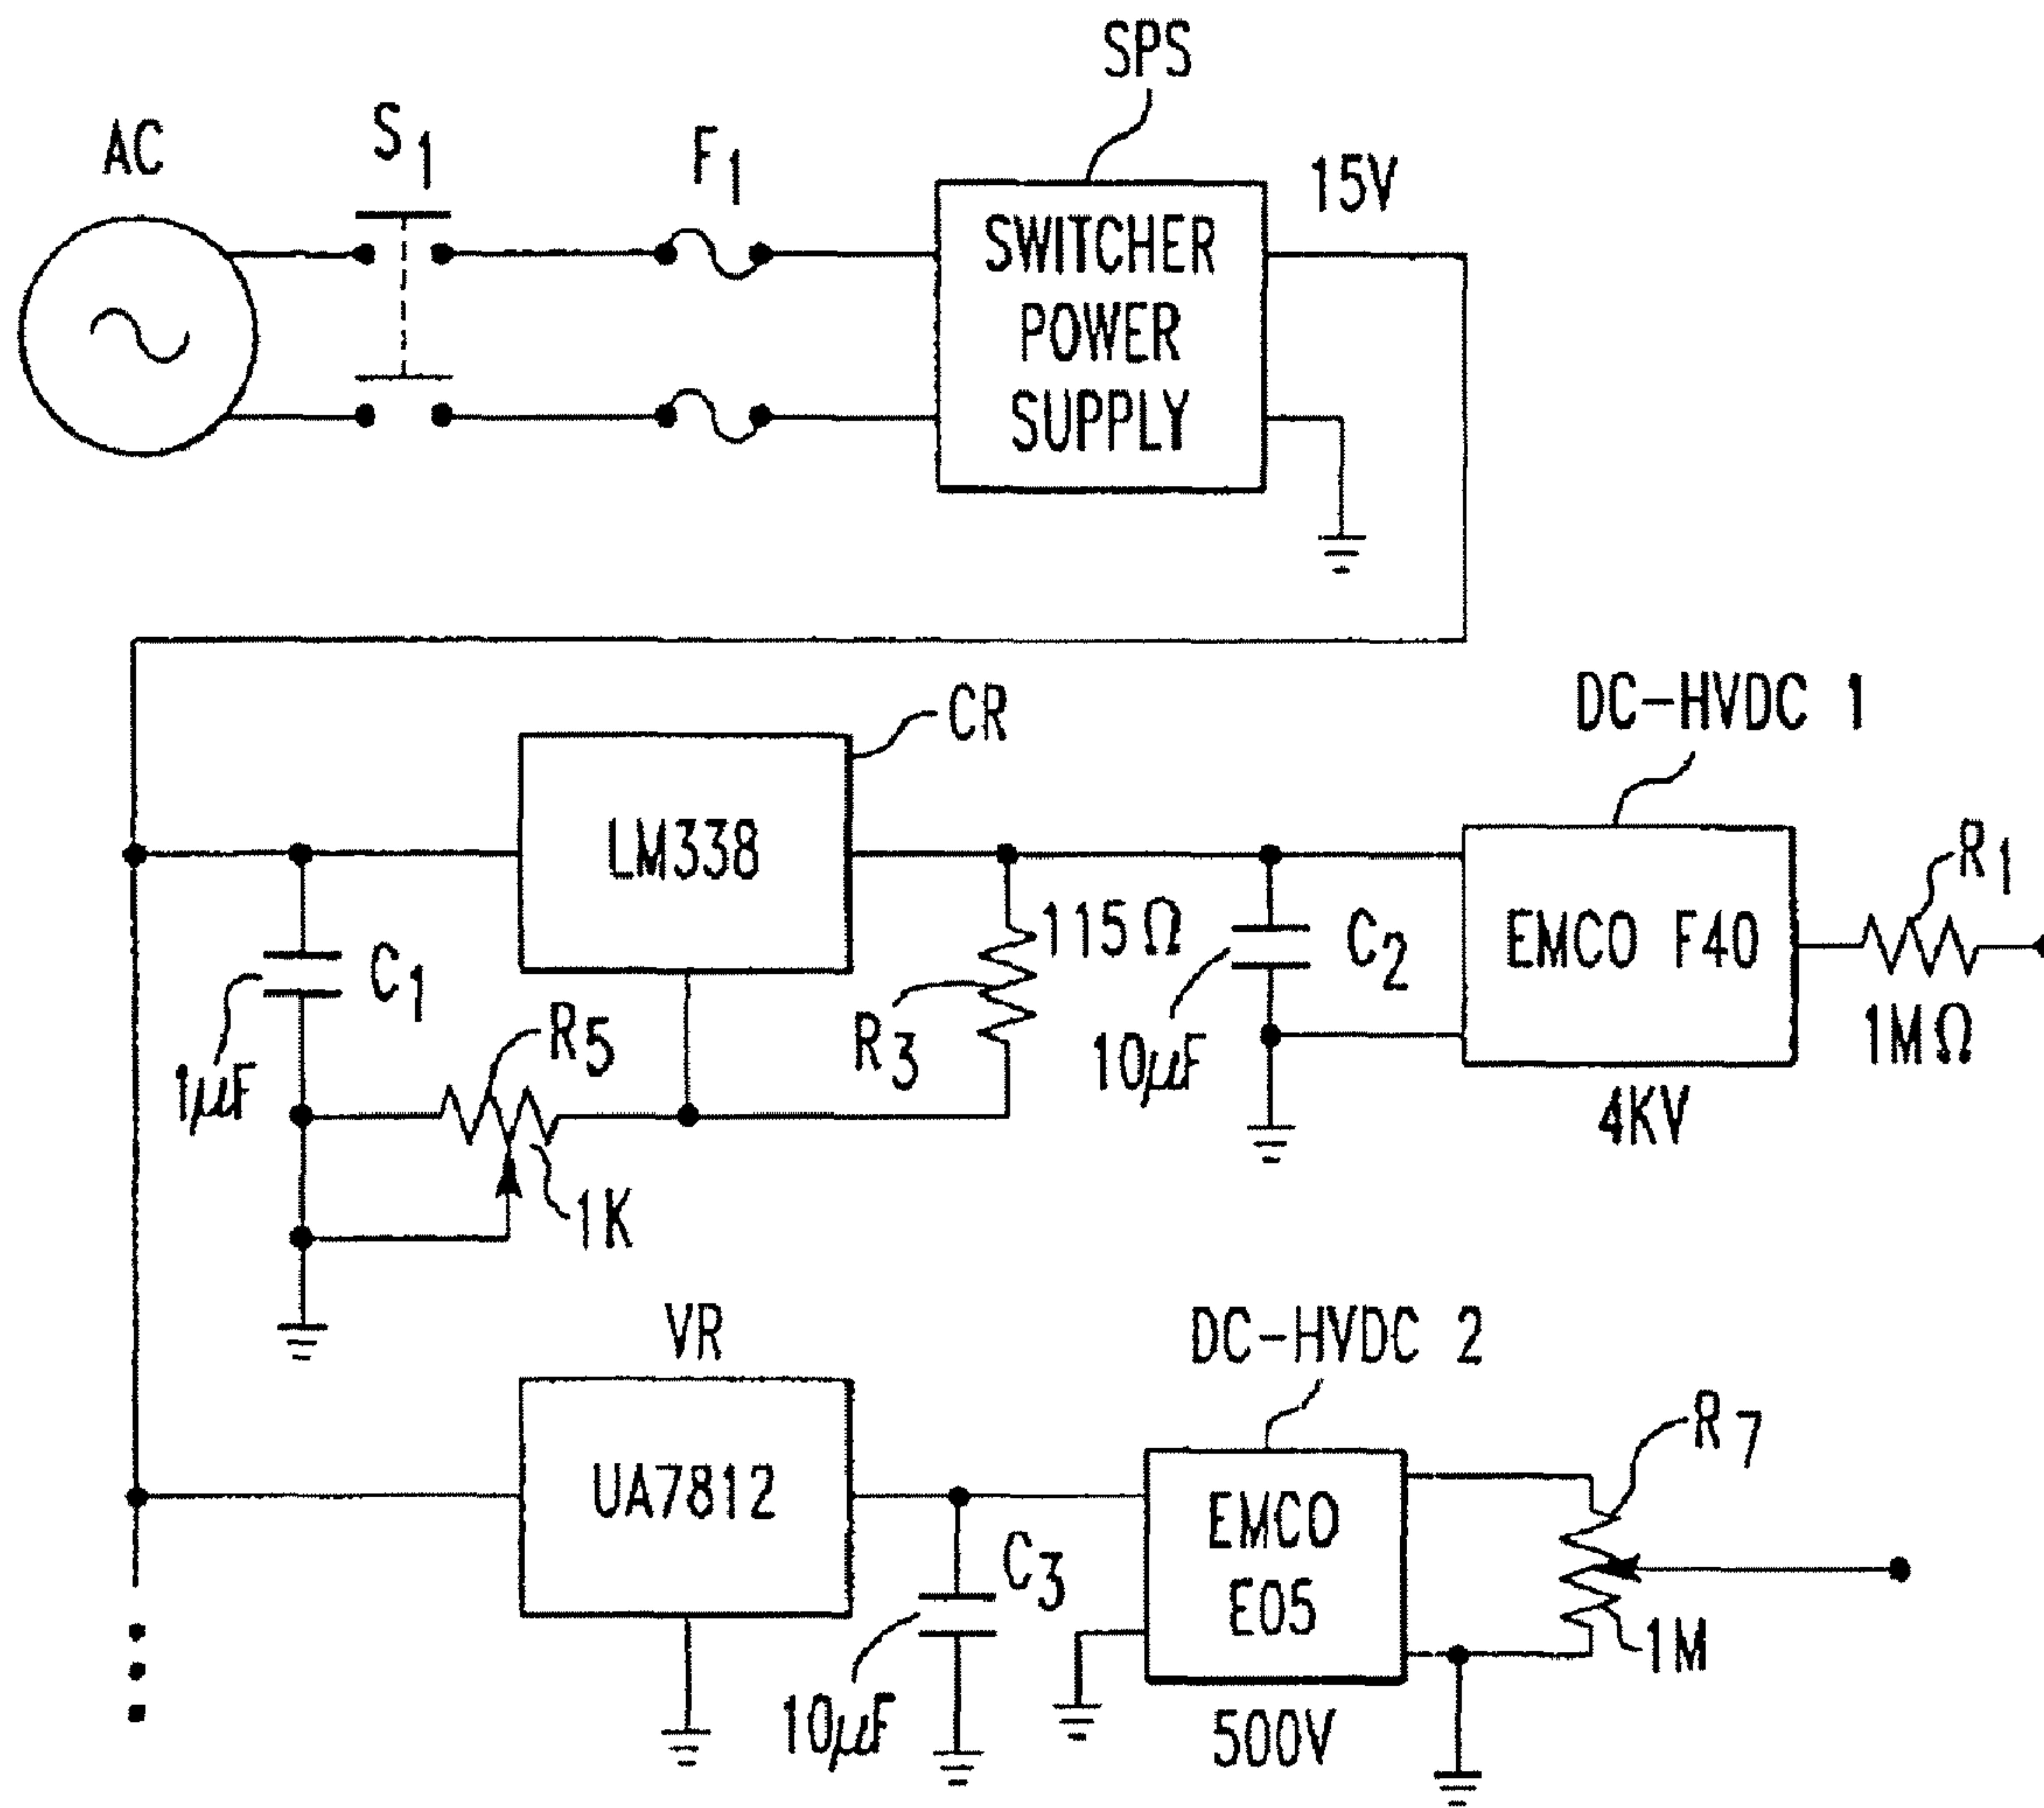 SPS
AC
S1
F1
15V
SWITCHER
POWER
SUPPLY
CR
DC-HVDC 1
LM338
R1
115Ω
C2
EMCO F40
C1
R5
R3
10µF
1MΩ
1µF
4KV
1K
VR
DC-HVDC 2
R7
UA7812
EMCO
E05
C3
1M
10µF
500V